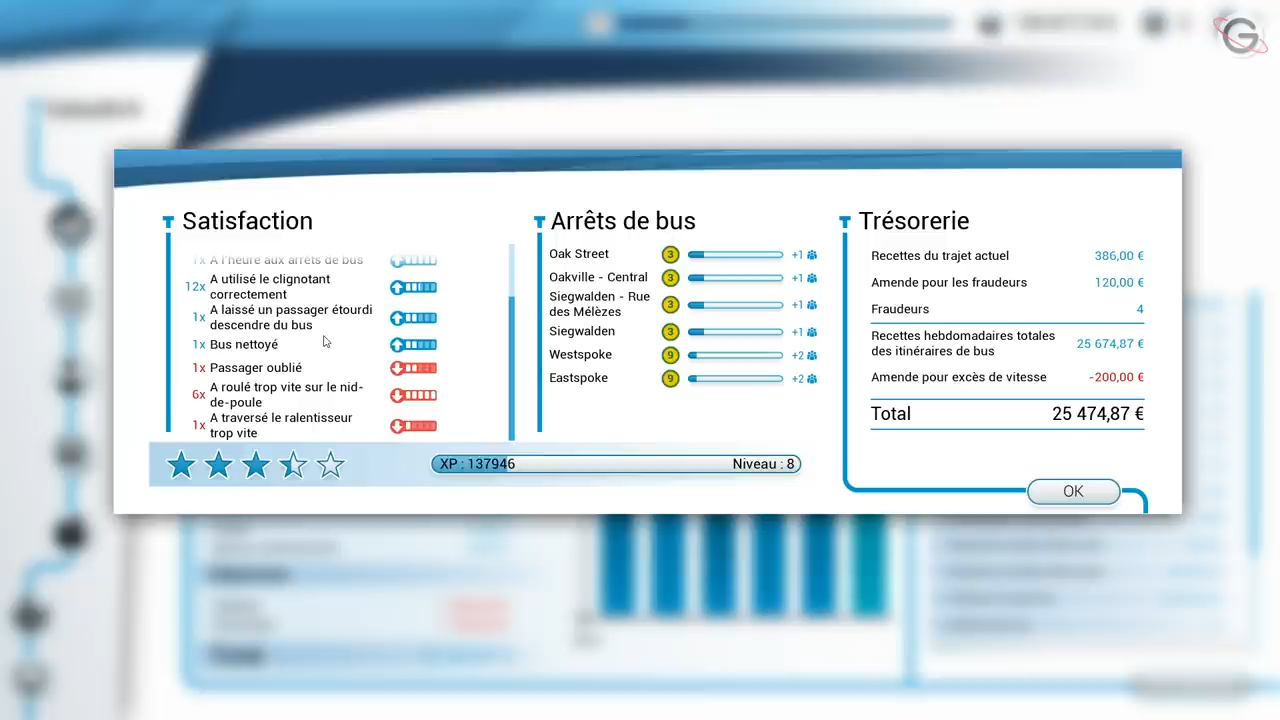 Satisfaction
1x A l'heure aux arrêts de bus
12x A utilisé le clignotant
correctement
1x A laissé un passager étourdi
descendre du bus
1x Bus nettoyé
1x Passager oublié
6x A roulé trop vite sur le nid-
de-poule
1x A traversé le ralentisseur
trop vite
XP : 137946 Niveau : 8
Arrêts de bus
Oak Street 3 +1
Oakville - Central 3 +1
Siegwalden - Rue
des Mélèzes 3 +1
Siegwalden 3 +1
Westspoke 9 +2
Eastspoke 9 +2
Trésorerie
Recettes du trajet actuel 386,00 €
Amende pour les fraudeurs 120,00 €
Fraudeurs 4
Recettes hebdomadaires totales
des itinéraires de bus 25 674,87 €
Amende pour excès de vitesse -200,00 €
Total 25 474,87 €
OK
G